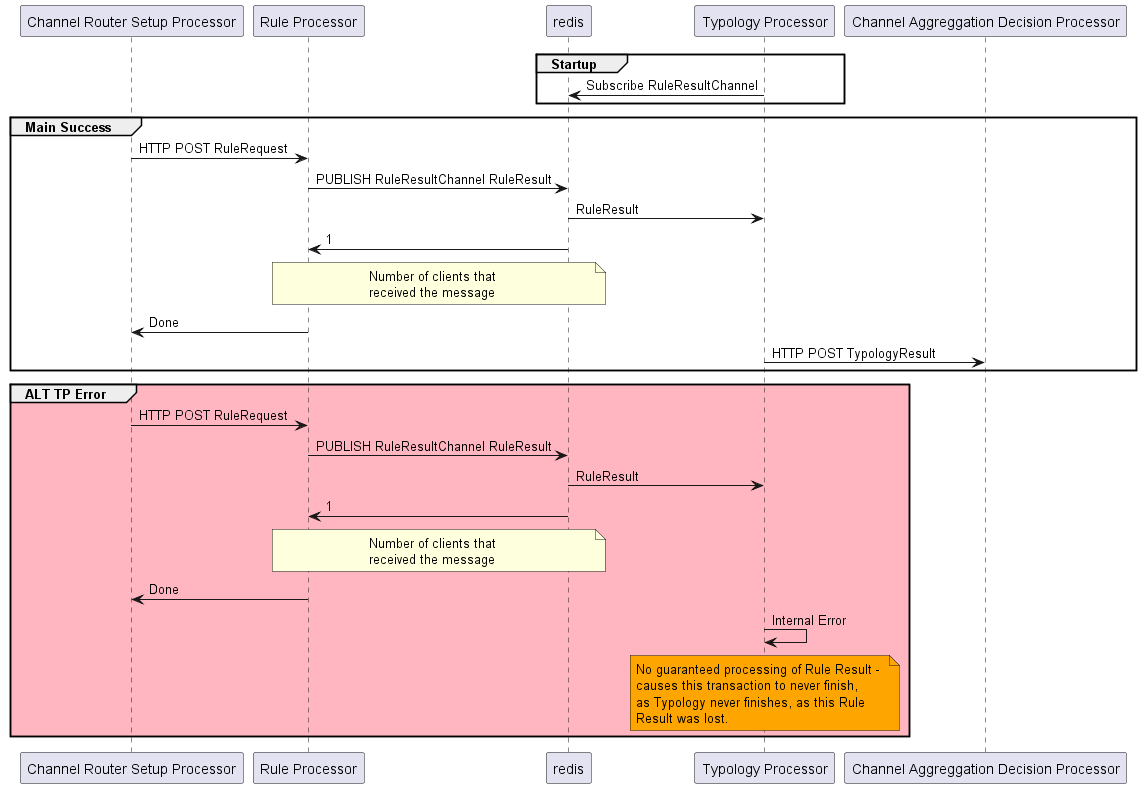 Channel Router Setup Processor
Rule Processor
redis
Typology Processor
Channel Aggreggation Decision Processor
Startup
Subscribe RuleResultChannel
Main Success
HTTP POST RuleRequest
PUBLISH RuleResultChannel RuleResult
RuleResult
1
Number of clients that
received the message
Done
HTTP POST TypologyResult
ALT TP Error
HTTP POST RuleRequest
PUBLISH RuleResultChannel RuleResult
RuleResult
1
Number of clients that
received the message
Done
Internal Error
No guaranteed processing of Rule Result -
causes this transaction to never finish,
as Typology never finishes, as this Rule
Result was lost.
Channel Router Setup Processor
Rule Processor
redis
Typology Processor
Channel Aggreggation Decision Processor